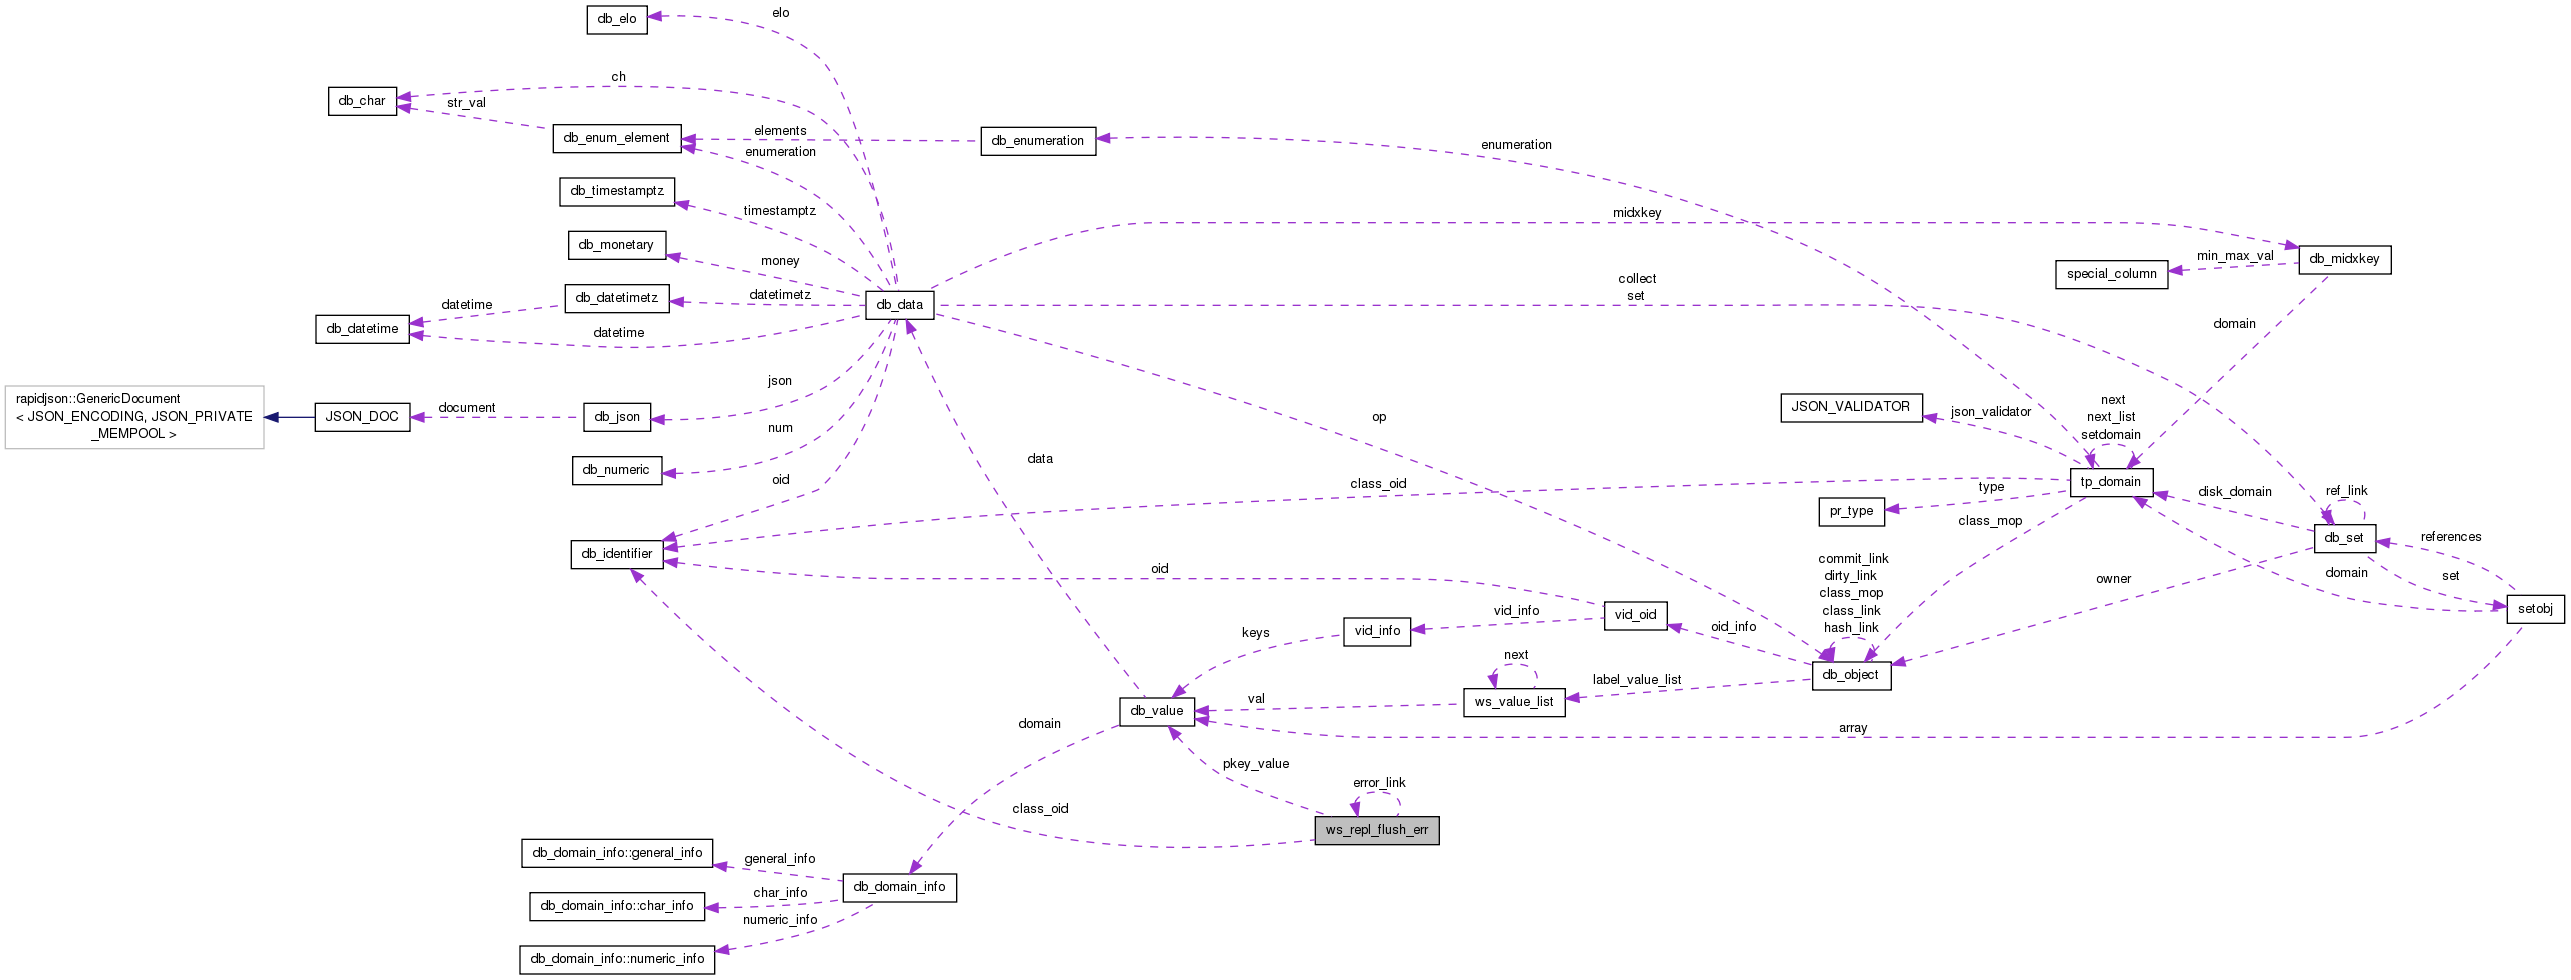 elo
db_elo
ch
db_char
str_val
db_enum_element
elements
db_enumeration
enumeration
enumeration
db_timestamptz
timestamptz
midxkey
db_monetary
money
min_max_val
db_midxkey
special_column
db_datetimetz
datetimetz
db_data
collect
set
datetime
db_datetime
datetime
domain
json
rapidjson::GenericDocument
< JSON_ENCODING, JSON_PRIVATE
_MEMPOOL >
JSON_DOC
document
db_json
op
JSON_VALIDATOR
json_validator
next
next_list
setdomain
num
db_numeric
data
oid
class_oid
type
tp_domain
disk_domain
ref_link
pr_type
class_mop
db_set
references
db_identifier
oid
commit_link
dirty_link
class_mop
class_link
hash_link
owner
domain
set
setobj
vid_info
vid_oid
keys
vid_info
oid_info
next
label_value_list
db_object
db_value
val
ws_value_list
domain
array
pkey_value
error_link
class_oid
ws_repl_flush_err
db_domain_info::general_info
general_info
db_domain_info
char_info
db_domain_info::char_info
numeric_info
db_domain_info::numeric_info